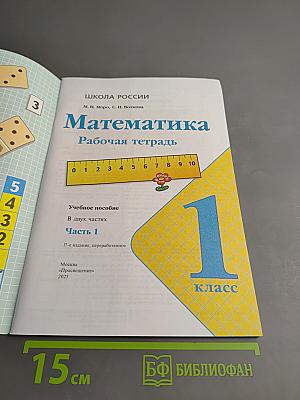 ШКОЛА РОССИИ
М. И. Моро, С. И. Волкова
Математика
Рабочая тетрадь
0 1 2 3 4 5 6 7 8 9 10
Учебное пособие
В двух частях
Часть 1
Москва
«Просвещение»
2023
1
класс
3
5
4
3
2
15 см
БФ БИБЛИОФАН